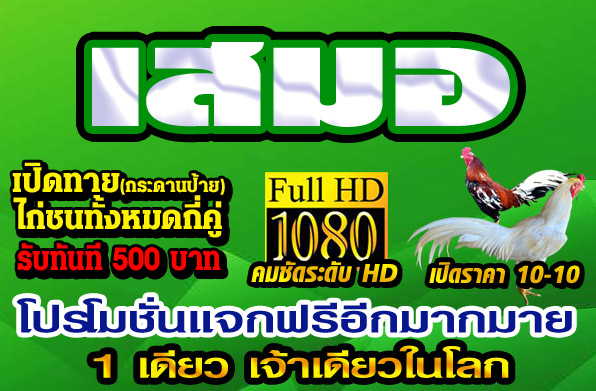 เสมอ
เปิดทาย(กระดานป้าย)
ไก่ชนทั้งหมดกี่คู่
รับทันที 500 บาท
Full HD
1080
คมชัดระดับ HD
เปิดราคา 10-10
โปรโมชั่นแจกฟรีอีกมากมาย
1 เดียว เจ้าเดียวในโลก